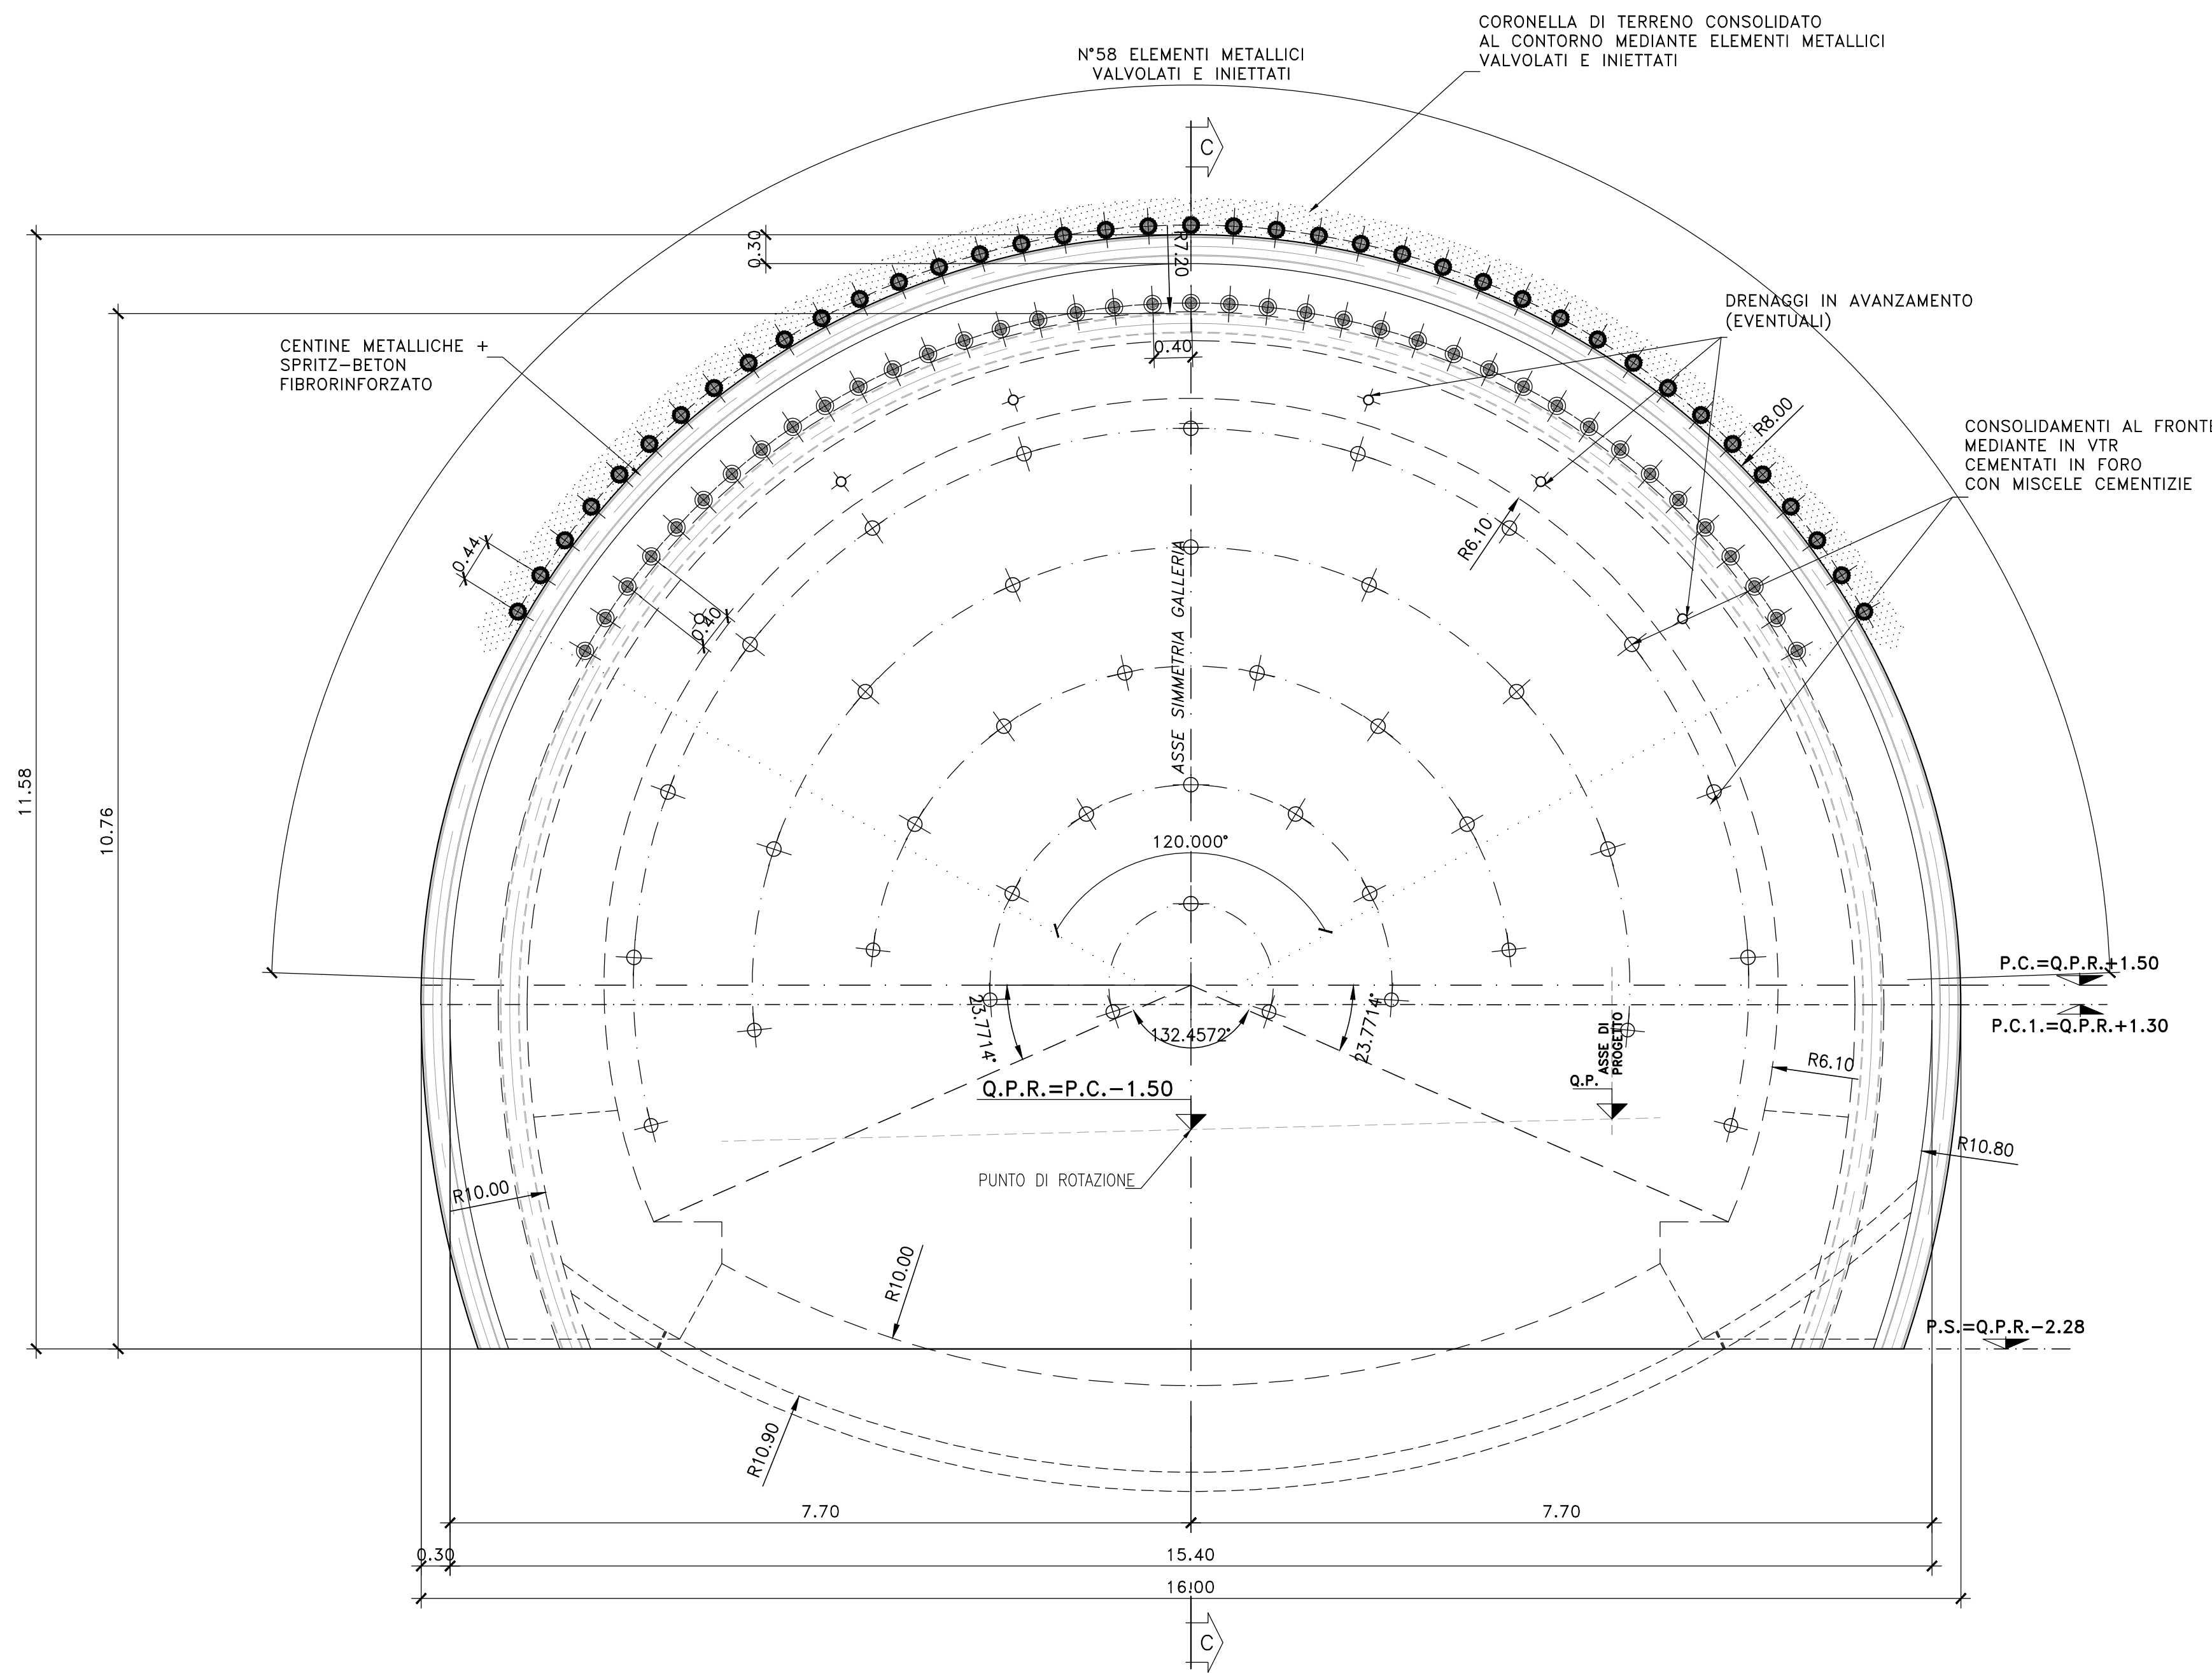 CORONELLA DI TERRENO CONSOLIDATO
AL CONTORNO MEDIANTE ELEMENTI METALLICI
VALVOLATI E INIETTATI
N°58 ELEMENTI METALLICI
VALVOLATI E INIETTATI
C
0.30
R7.20
DRENAGGI IN AVANZAMENTO
(EVENTUALI)
CENTINE METALLICHE +
SPRITZ-BETON
FIBRORINFORZATO
0.40
R8.00
CONSOLIDAMENTI AL FRONTE
MEDIANTE IN VTR
CEMENTATI IN FORO
CON MISCELE CEMENTIZIE
R6.10
0.44
0.40
ASSE SIMMETRIA GALLERIA
11.58
10.76
120.000°
P.C.=Q.P.R.+1.50
P.C.1.=Q.P.R.+1.30
23.7714°
132.4572°
23.7714°
ASSE DI
PROGETTO
Q.P.
R6.10
Q.P.R.=P.C.-1.50
PUNTO DI ROTAZIONE
R10.80
R10.00
R10.00
P.S.=Q.P.R.-2.28
R10.90
7.70
7.70
0.30
15.40
16.00
C